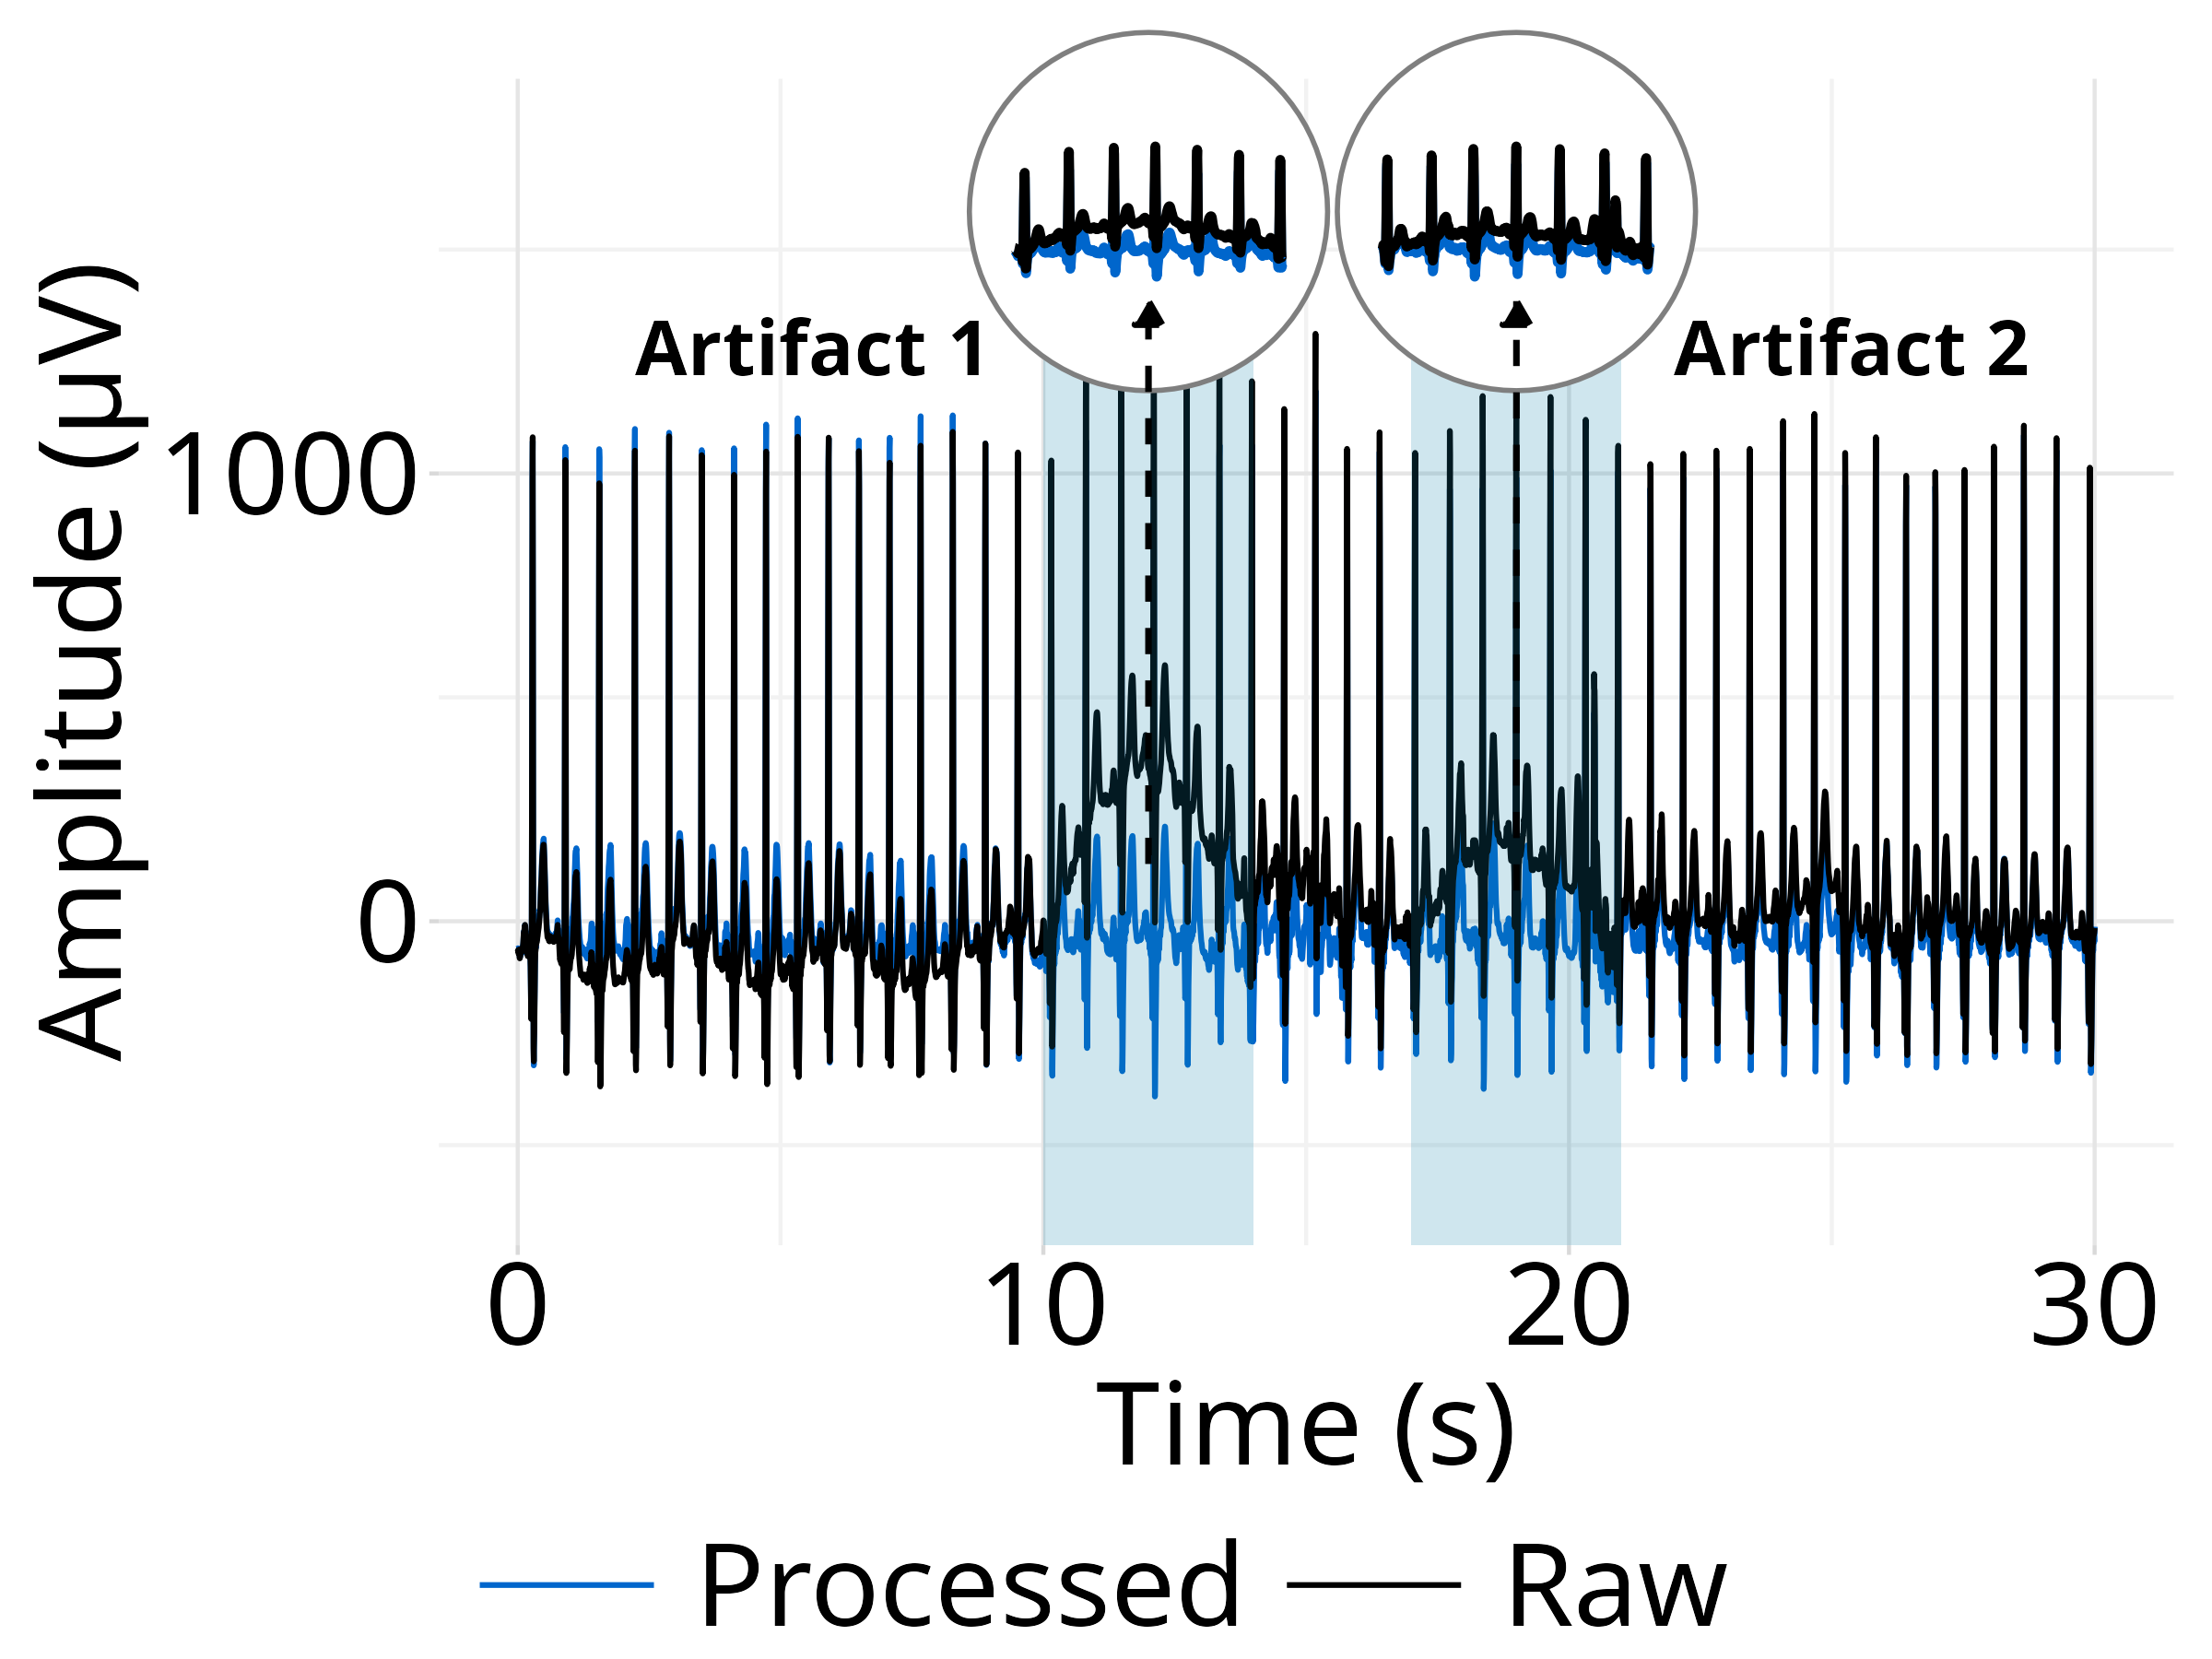 Artifact 1
Artifact 2
Amplitude (µV)
1000
0
0 10 20 30
Time (s)
Processed Raw